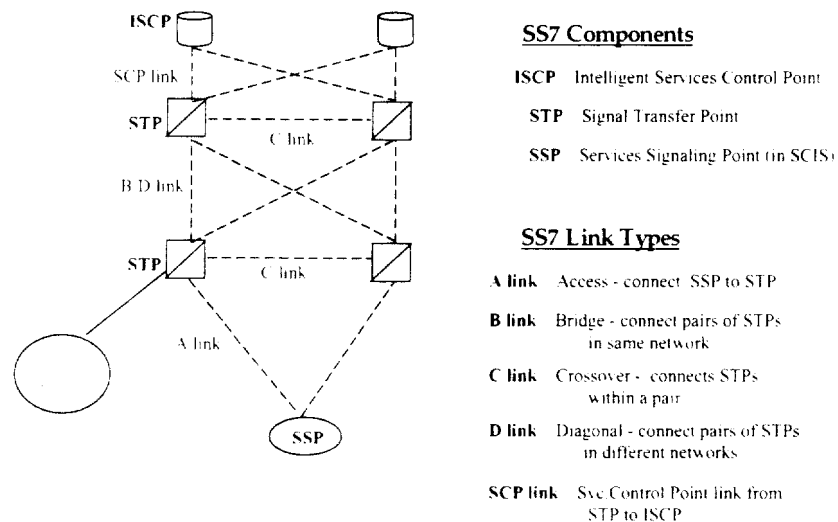 ISCP
SCP link
STP
C link
B/D link
STP
C link
A link
SSP
SS7 Components
ISCP Intelligent Services Control Point
STP Signal Transfer Point
SSP Services Signaling Point (in SCIS)
SS7 Link Types
A link Access - connect SSP to STP
B link Bridge - connect pairs of STPs
in same network
C link Crossover - connects STPs
within a pair
D link Diagonal - connect pairs of STPs
in different networks
SCP link Svc.Control Point link from
STP to ISCP